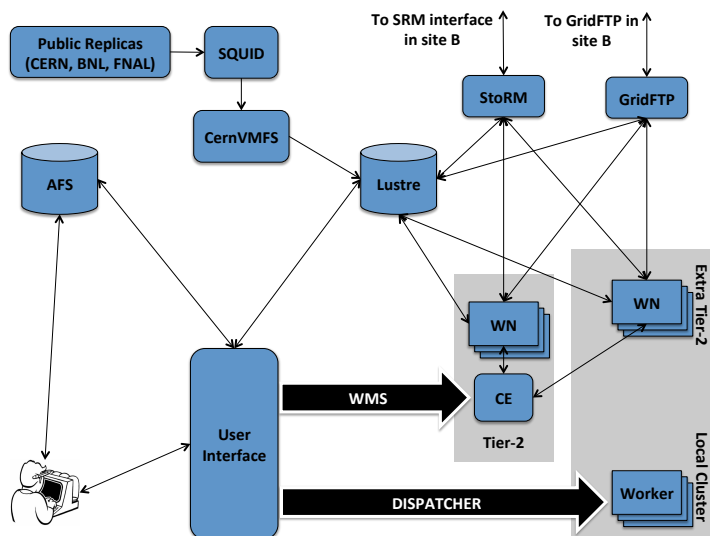 To SRM interface
in site B
To GridFTP in
site B
Public Replicas
(CERN, BNL, FNAL)
SQUID
StoRM
GridFTP
CernVMFS
AFS
Lustre
WN
WN
Extra Tier-2
WMS
CE
Tier-2
User
Interface
DISPATCHER
Worker
Local Cluster